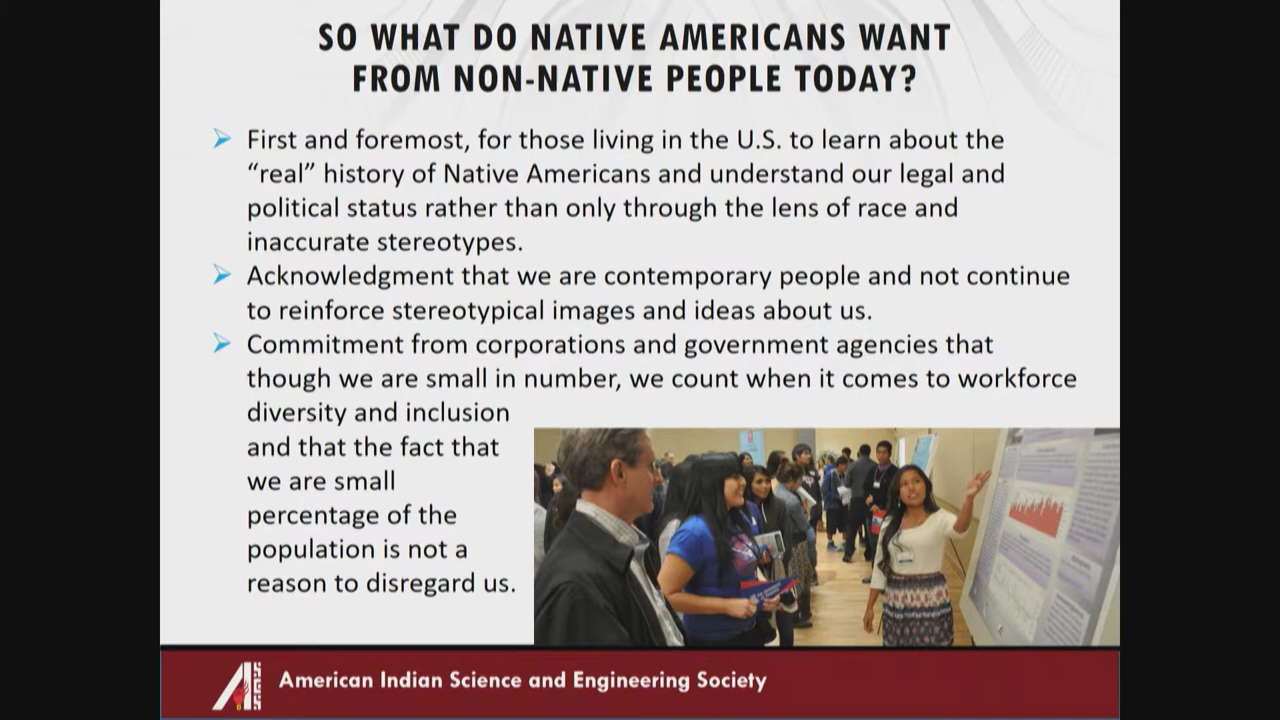 SO WHAT DO NATIVE AMERICANS WANT
FROM NON-NATIVE PEOPLE TODAY?
First and foremost, for those living in the U.S. to learn about the
“real” history of Native Americans and understand our legal and
political status rather than only through the lens of race and
inaccurate stereotypes.
Acknowledgment that we are contemporary people and not continue
to reinforce stereotypical images and ideas about us.
Commitment from corporations and government agencies that
though we are small in number, we count when it comes to workforce
diversity and inclusion
and that the fact that
we are small
percentage of the
population is not a
reason to disregard us.
American Indian Science and Engineering Society